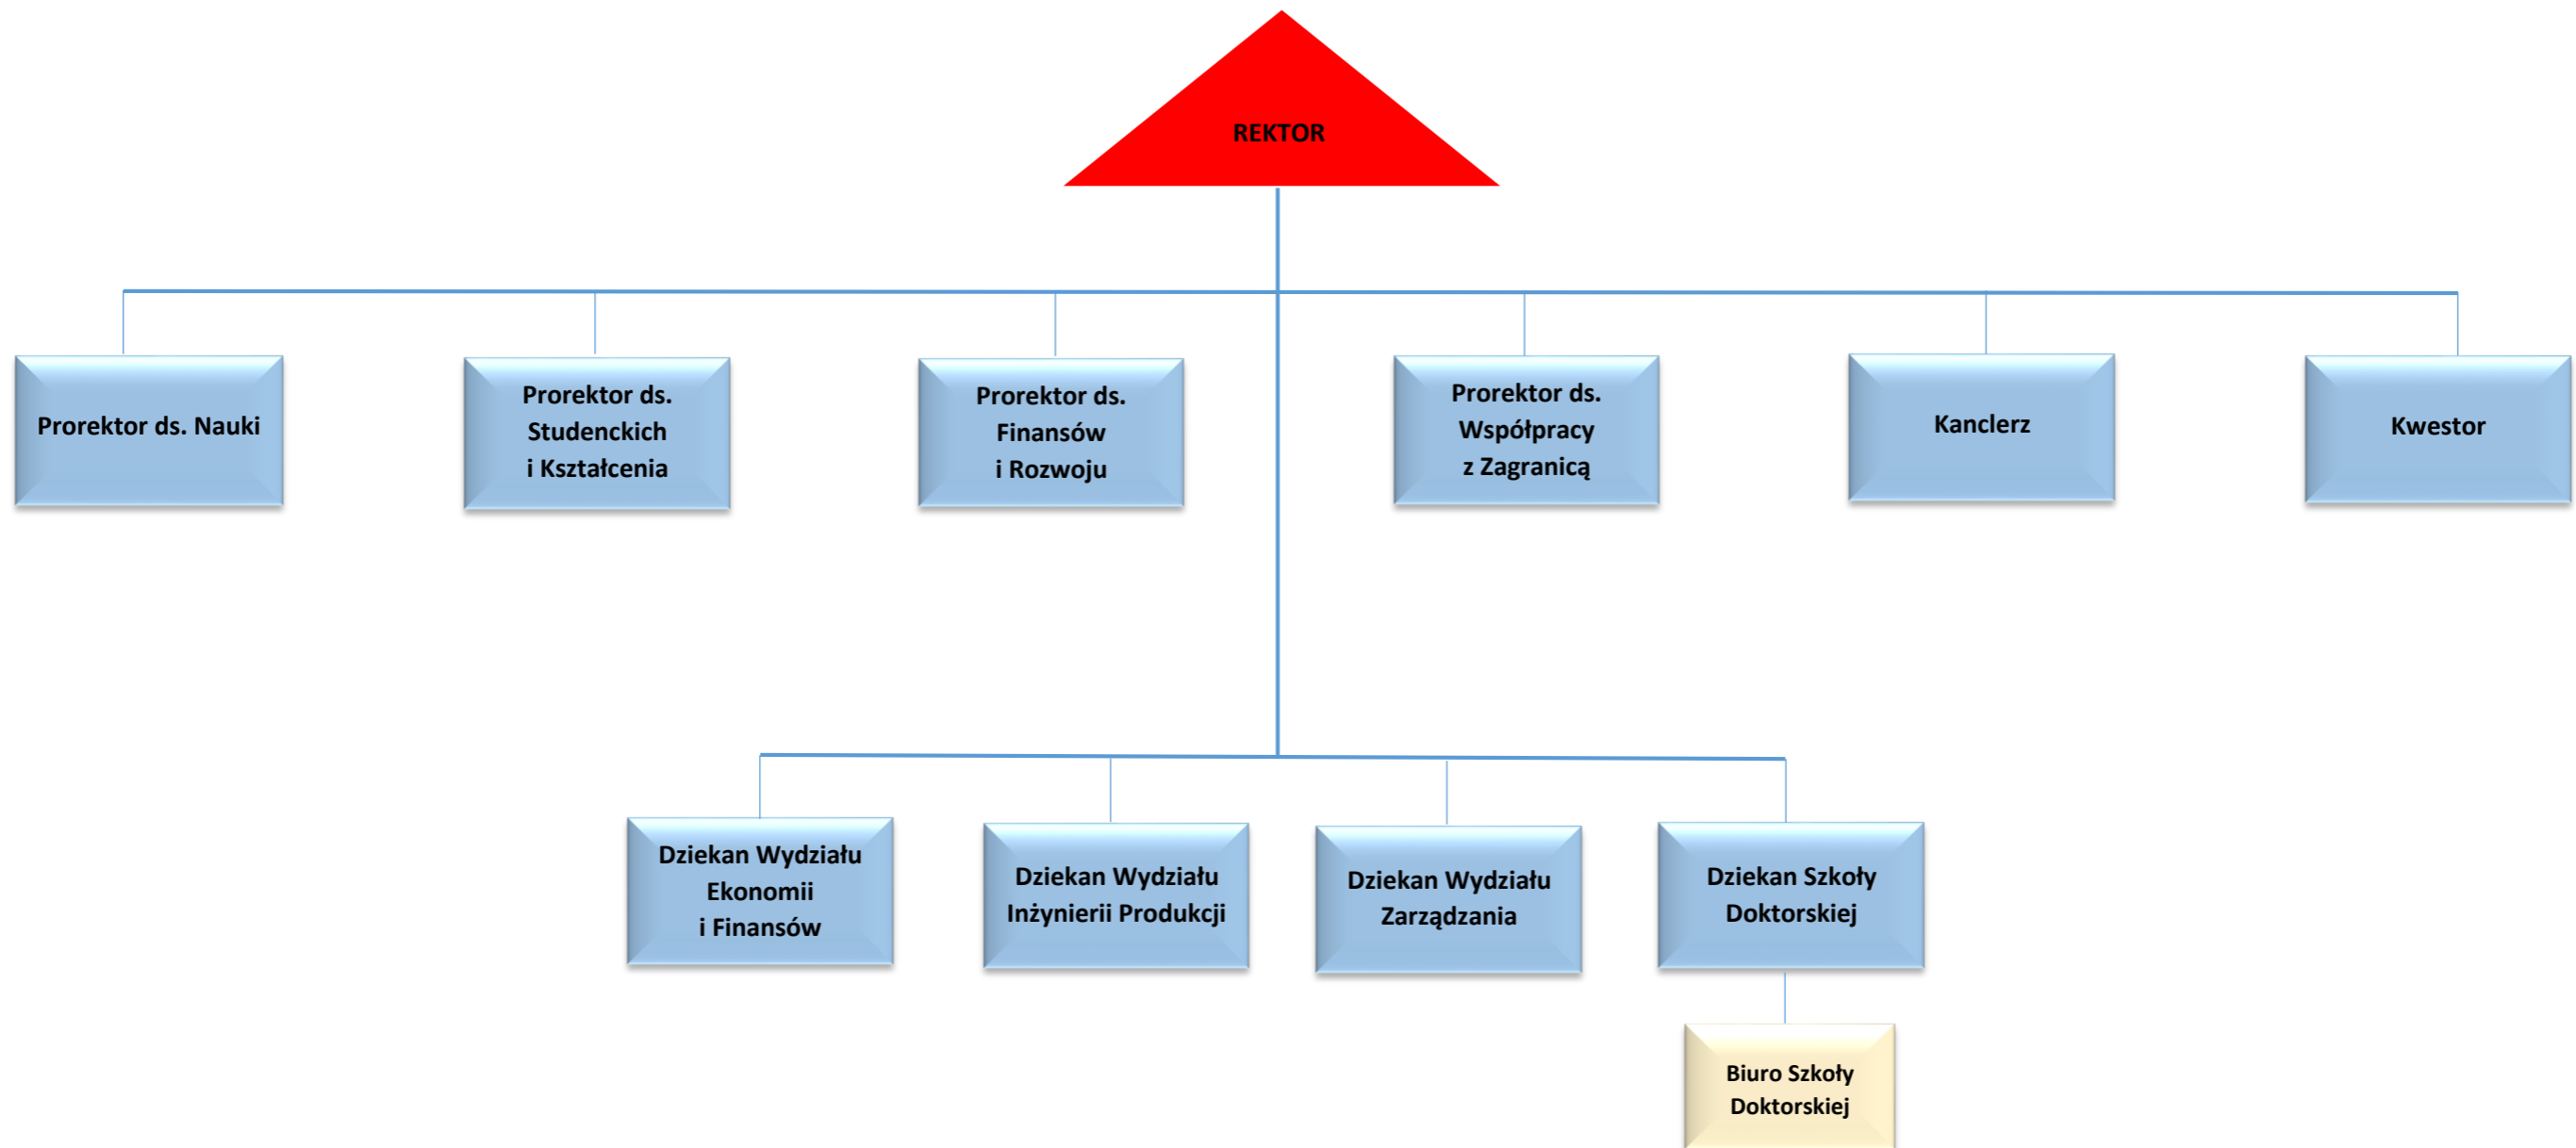 REKTOR
Prorektor ds. Nauki
Prorektor ds.
Studenckich
i Kształcenia
Prorektor ds.
Finansów
i Rozwoju
Prorektor ds.
Współpracy
z Zagranicą
Kanclerz
Kwestor
Dziekan Wydziału
Ekonomii
i Finansów
Dziekan Wydziału
Inżynierii Produkcji
Dziekan Wydziału
Zarządzania
Dziekan Szkoły
Doktorskiej
Biuro Szkoły
Doktorskiej